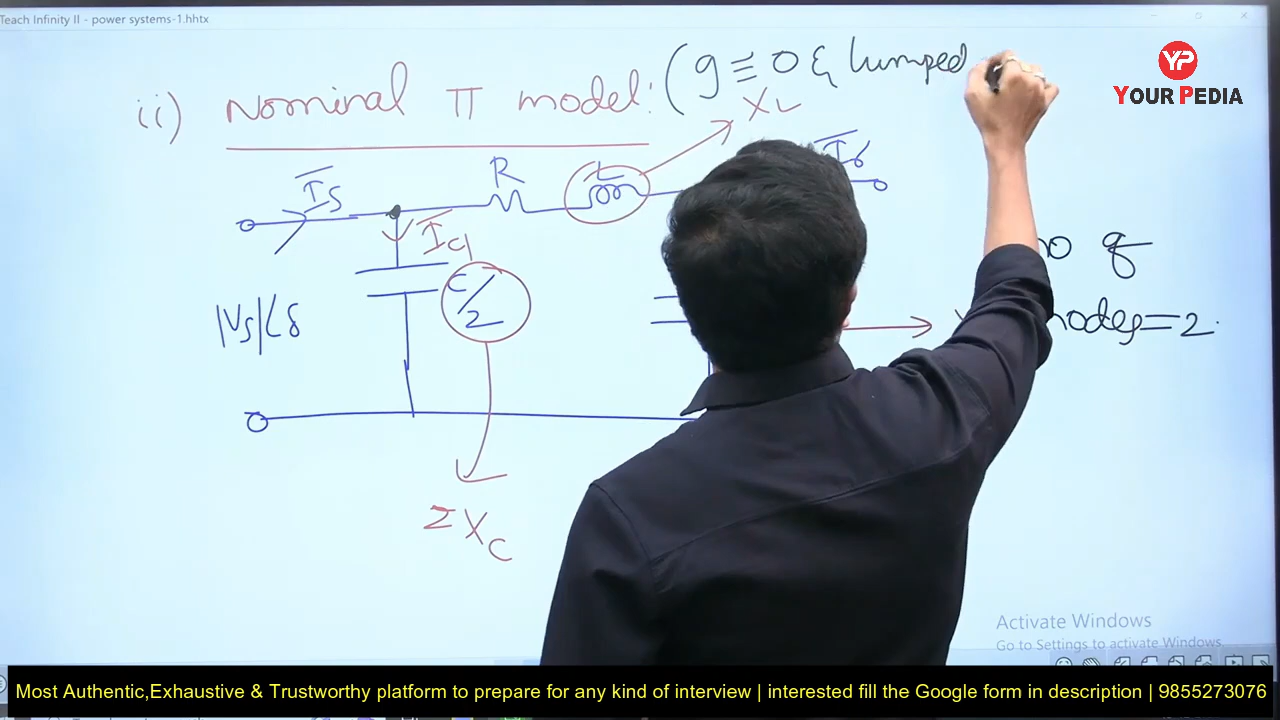 Teach Infinity II - power systems-1.hhtx
YP
YOUR PEDIA
ii) Nominal π model: (g ≡ 0 & lumped
XL
Is
R
L
Ir
IC1
C/2
|Vs|∠δ
no of
nodes=2.
2XC
Activate Windows
Go to Settings to activate Windows.
Most Authentic,Exhaustive & Trustworthy platform to prepare for any kind of interview | interested fill the Google form in description | 9855273076